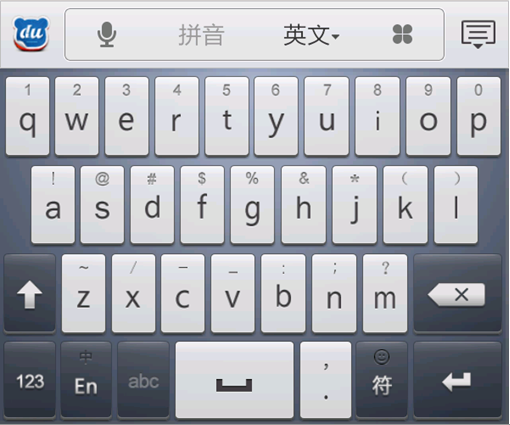 du 拼音 英文
1 2 3 4 5 6 7 8 9 0
q w e r t y u i o p
! @ # $ % & * ( )
a s d f g h j k l
~ / – _ : ; ?
z x c v b n m
中 ,
123 En abc . 符